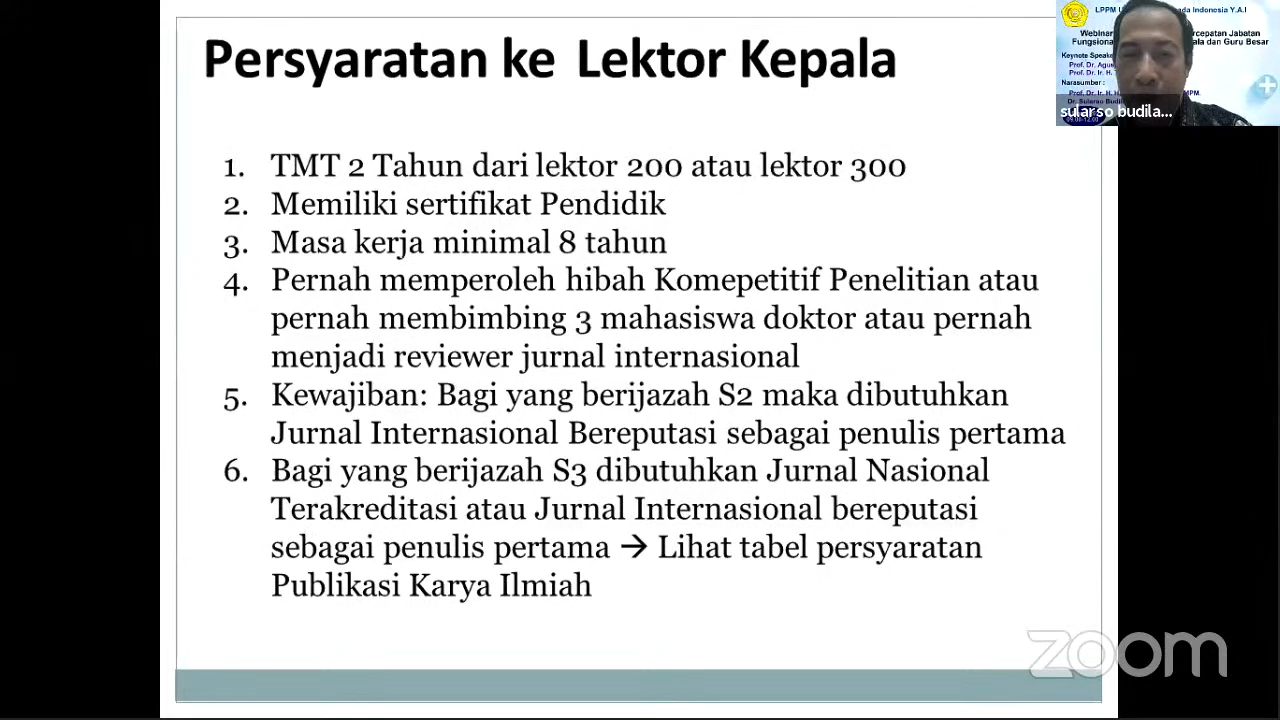 Persyaratan ke Lektor Kepala
1. TMT 2 Tahun dari lektor 200 atau lektor 300
2. Memiliki sertifikat Pendidik
3. Masa kerja minimal 8 tahun
4. Pernah memperoleh hibah Komepetitif Penelitian atau
pernah membimbing 3 mahasiswa doktor atau pernah
menjadi reviewer jurnal internasional
5. Kewajiban: Bagi yang berijazah S2 maka dibutuhkan
Jurnal Internasional Bereputasi sebagai penulis pertama
6. Bagi yang berijazah S3 dibutuhkan Jurnal Nasional
Terakreditasi atau Jurnal Internasional bereputasi
sebagai penulis pertama → Lihat tabel persyaratan
Publikasi Karya Ilmiah
LPPM Indonesia Y.A.I
Webinar Jabatan
Fungsional dan Guru Besar
Keynote Speaker
Prof. Dr.
Prof. Dr. Ir. H.
Narasumber :
Prof. Dr. Ir. H.
sularso budila...
zoom